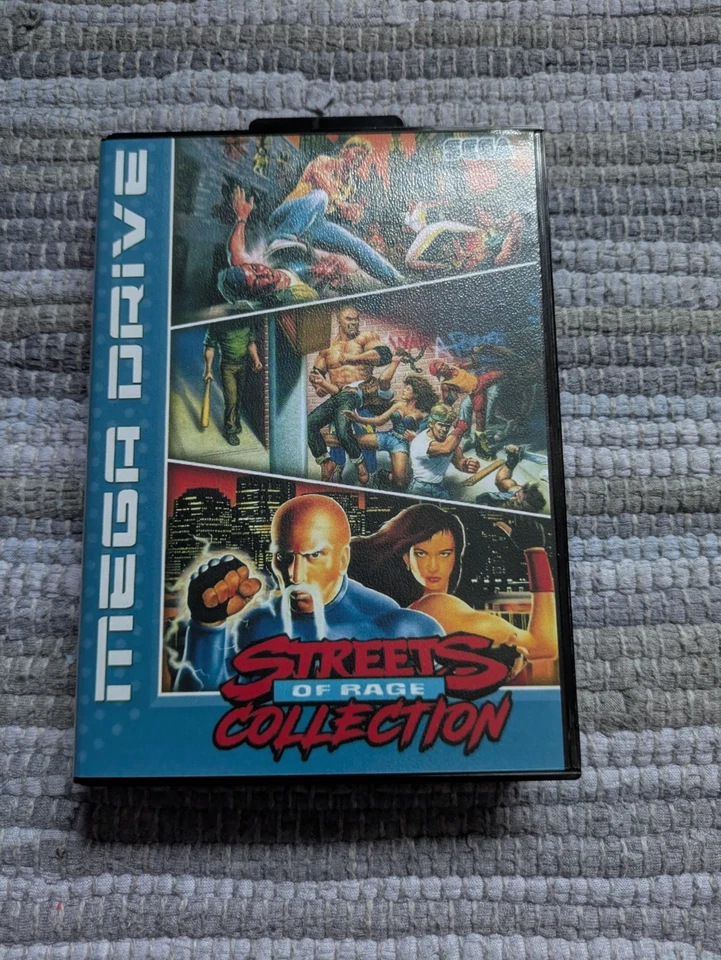 MEGA DRIVE
SEGA
STREETS
OF RAGE
COLLECTION